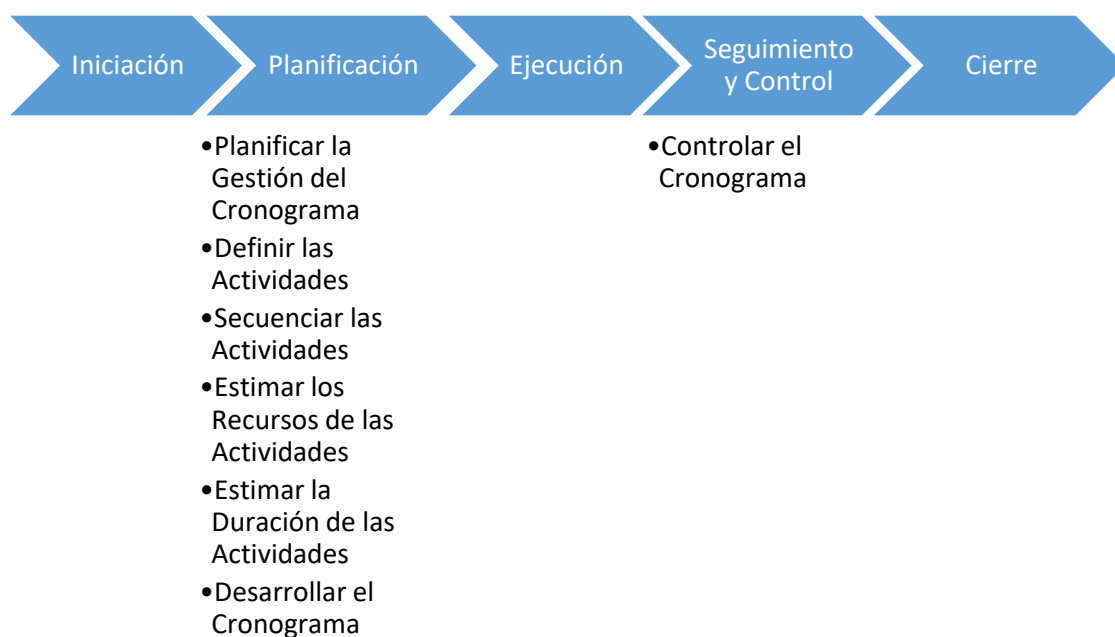 Iniciación
Planificación
Ejecución
Seguimiento
y Control
Cierre
•Planificar la
Gestión del
Cronograma
•Definir las
Actividades
•Secuenciar las
Actividades
•Estimar los
Recursos de las
Actividades
•Estimar la
Duración de las
Actividades
•Desarrollar el
Cronograma
•Controlar el
Cronograma